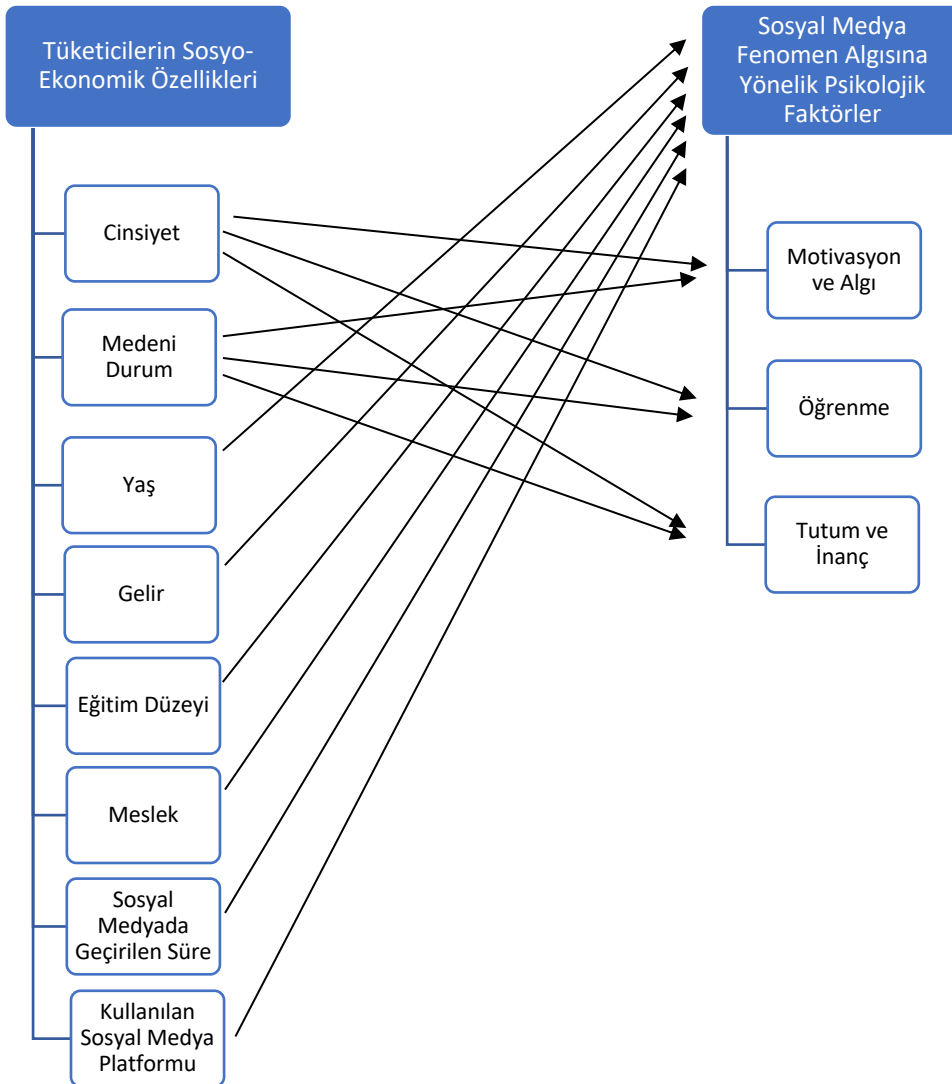 Tüketicilerin Sosyo-
Ekonomik Özellikleri
Cinsiyet
Medeni
Durum
Yaş
Gelir
Eğitim Düzeyi
Meslek
Sosyal
Medyada
Geçirilen Süre
Kullanılan
Sosyal Medya
Platformu
Sosyal Medya
Fenomen Algısına
Yönelik Psikolojik
Faktörler
Motivasyon
ve Algı
Öğrenme
Tutum ve
İnanç